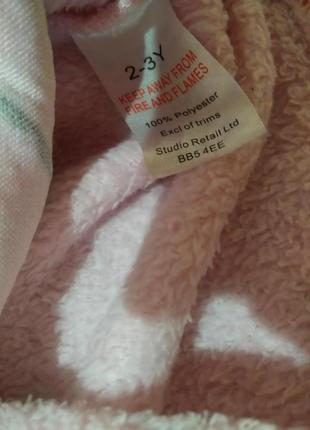 2-3Y
KEEP AWAY FROM
FIRE AND FLAMES
100% Polyester
Excl of trims
Studio Retail Ltd
BB5 4EE